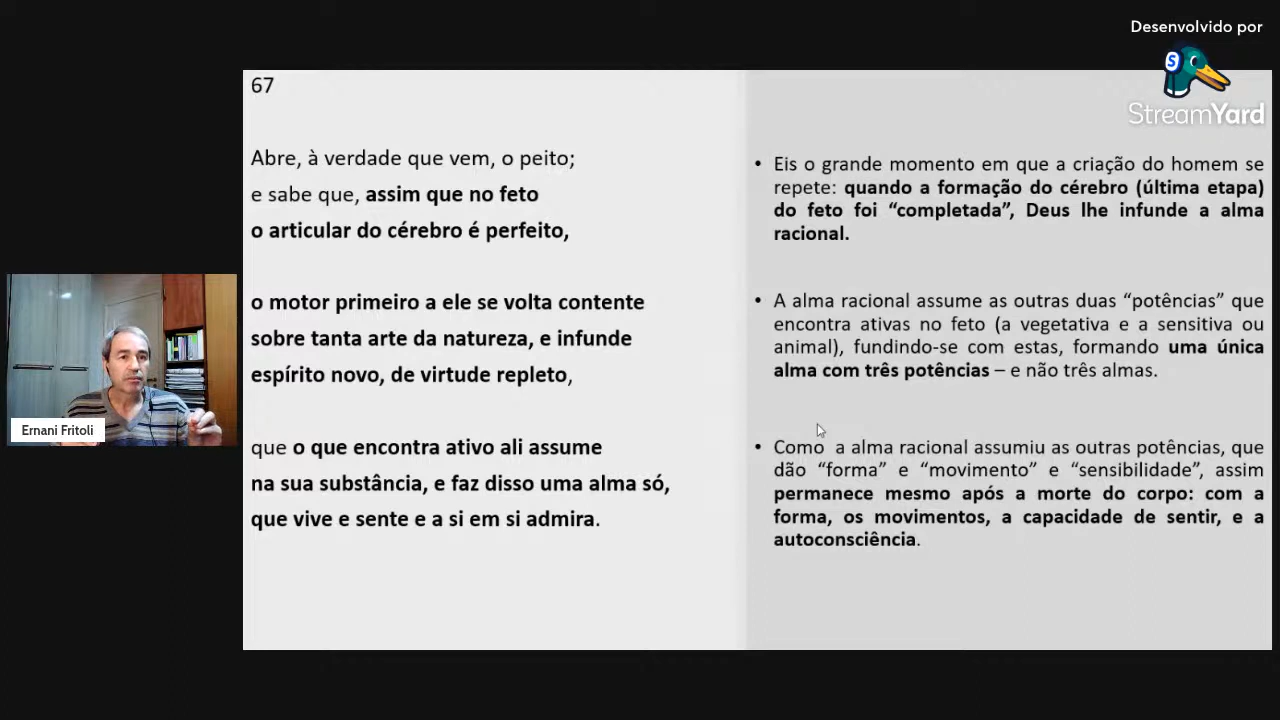 Desenvolvido por
S
StreamYard
67
Abre, à verdade que vem, o peito;
e sabe que, assim que no feto
o articular do cérebro é perfeito,
o motor primeiro a ele se volta contente
sobre tanta arte da natureza, e infunde
espírito novo, de virtude repleto,
que o que encontra ativo ali assume
na sua substância, e faz disso uma alma só,
que vive e sente e a si em si admira.
• Eis o grande momento em que a criação do homem se
repete: quando a formação do cérebro (última etapa)
do feto foi “completada”, Deus lhe infunde a alma
racional.
• A alma racional assume as outras duas “potências” que
encontra ativas no feto (a vegetativa e a sensitiva ou
animal), fundindo-se com estas, formando uma única
alma com três potências – e não três almas.
• Como a alma racional assumiu as outras potências, que
dão “forma” e “movimento” e “sensibilidade”, assim
permanece mesmo após a morte do corpo: com a
forma, os movimentos, a capacidade de sentir, e a
autoconsciência.
Ernani Fritoli